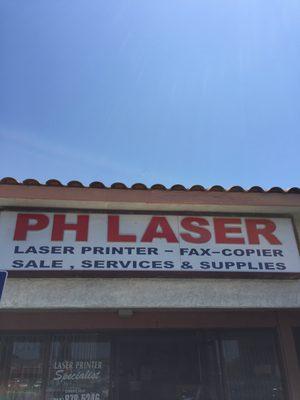 PH LASER
LASER PRINTER - FAX-COPIER
SALE , SERVICES & SUPPLIES
LASER PRINTER
Specialist